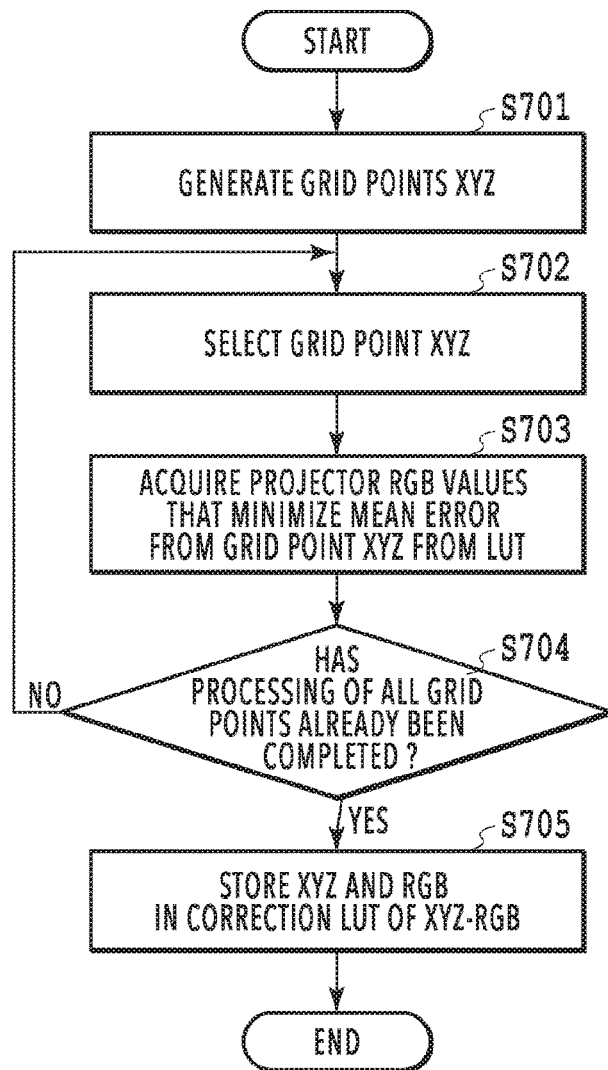 START
S701
GENERATE GRID POINTS XYZ
S702
SELECT GRID POINT XYZ
S703
ACQUIRE PROJECTOR RGB VALUES
THAT MINIMIZE MEAN ERROR
FROM GRID POINT XYZ FROM LUT
S704
HAS
PROCESSING OF ALL GRID
POINTS ALREADY BEEN
COMPLETED ?
NO
YES
S705
STORE XYZ AND RGB
IN CORRECTION LUT OF XYZ-RGB
END